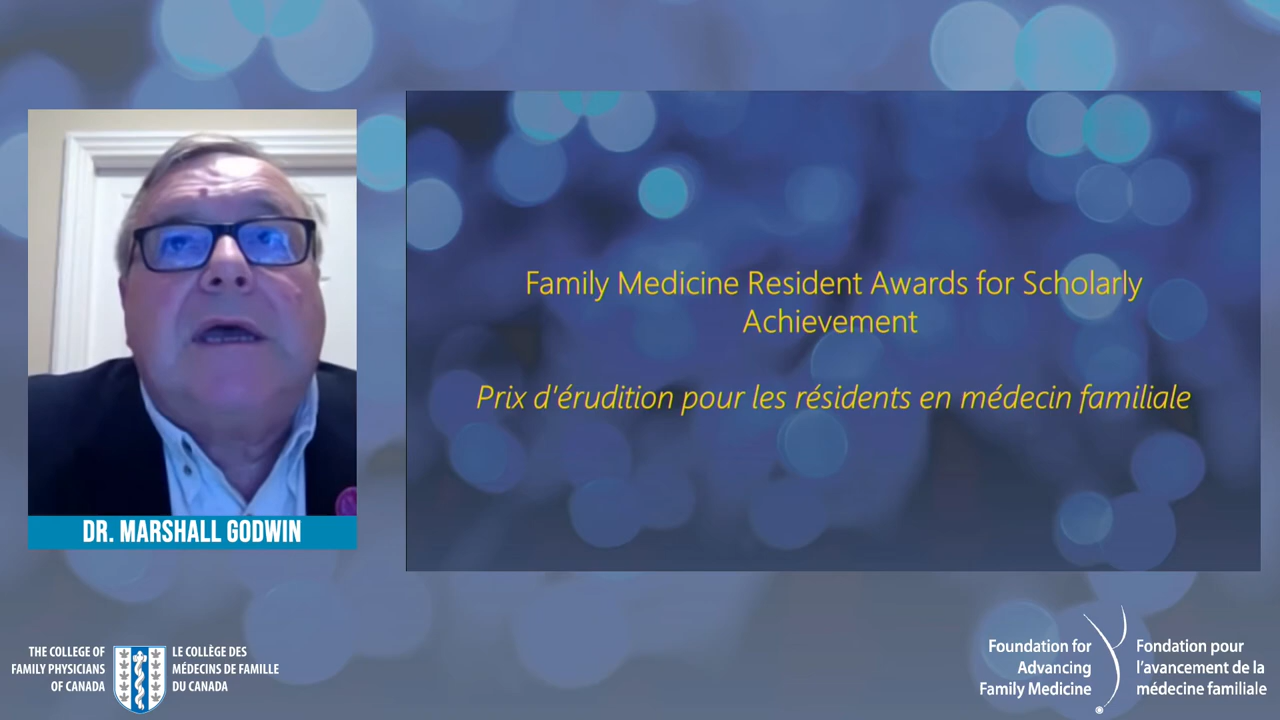 Family Medicine Resident Awards for Scholarly
Achievement
Prix d'érudition pour les résidents en médecin familiale
DR. MARSHALL GODWIN
THE COLLEGE OF
FAMILY PHYSICIANS
OF CANADA
LE COLLÈGE DES
MÉDECINS DE FAMILLE
DU CANADA
Foundation for
Advancing
Family Medicine
Fondation pour
l'avancement de la
médecine familiale